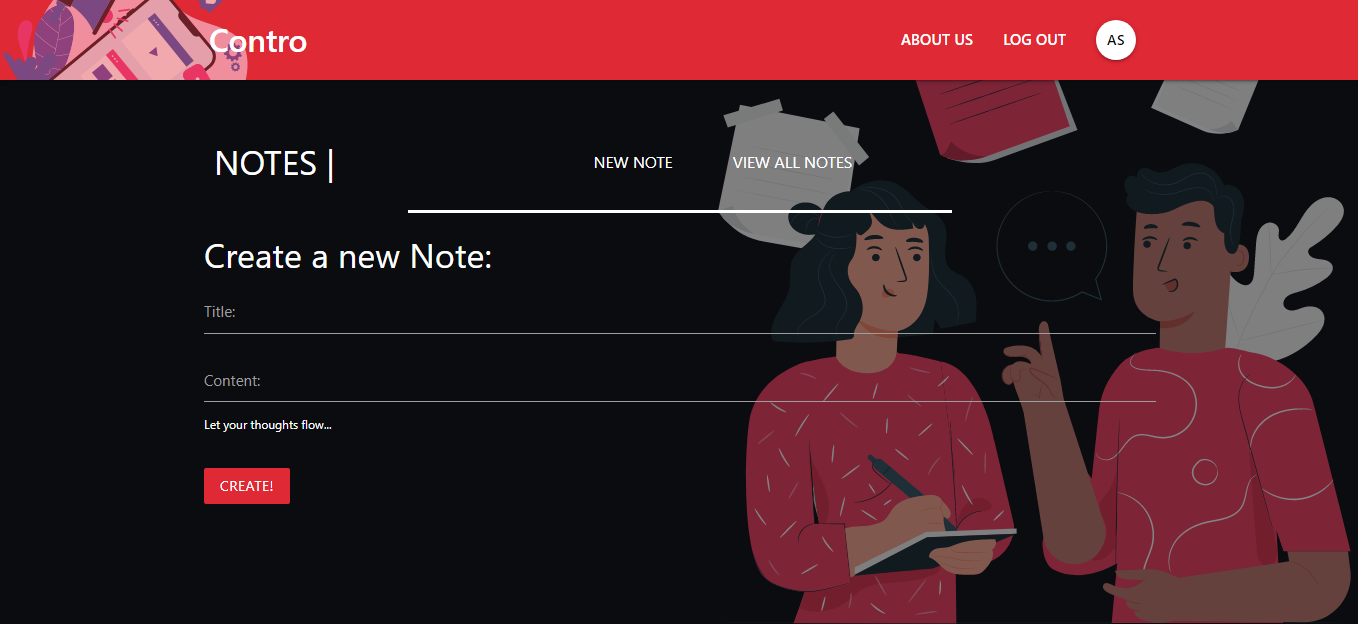 Contro
ABOUT US
LOG OUT
AS
NOTES |
NEW NOTE
VIEW ALL NOTES
Create a new Note:
Title:
Content:
Let your thoughts flow...
CREATE!